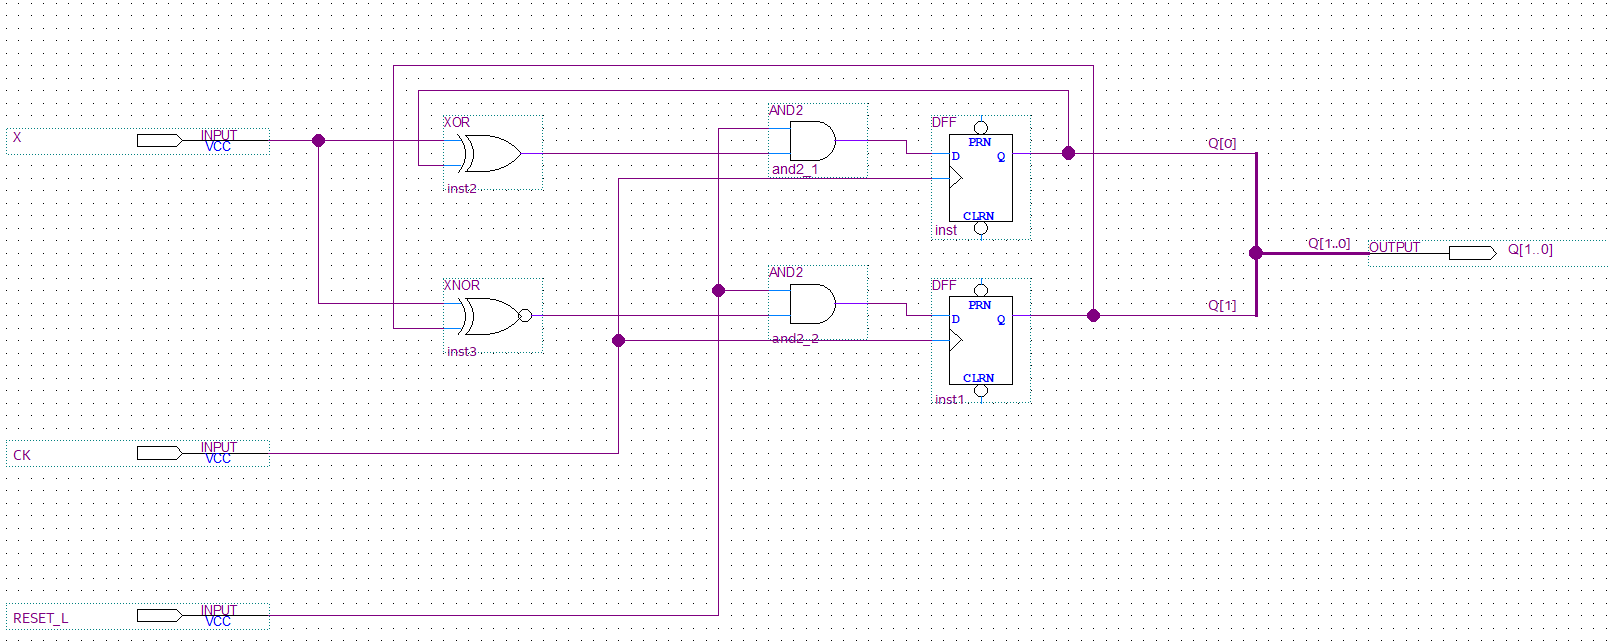 AND2
XOR
DFF
X
INPUT
VCC
PRN
D
Q
Q[0]
and2_1
inst2
CLRN
inst
Q[1..0]
OUTPUT
Q[1..0]
AND2
XNOR
DFF
PRN
D
Q
Q[1]
and2_2
inst3
CLRN
inst1
CK
INPUT
VCC
RESET_L
INPUT
VCC